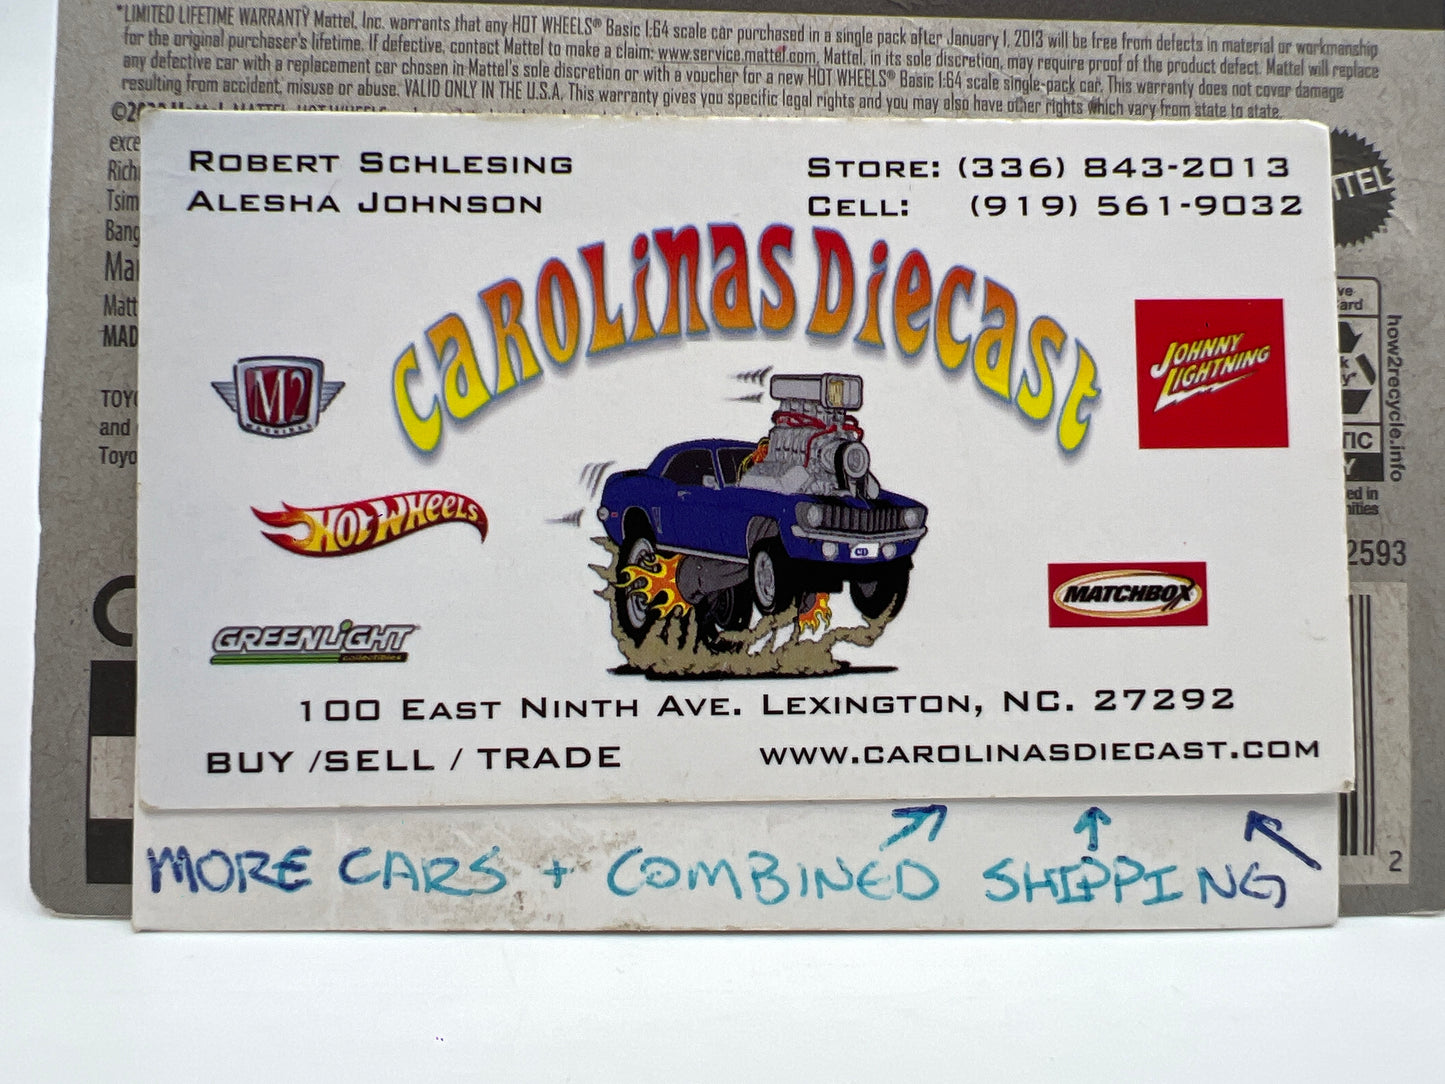 *LIMITED LIFETIME WARRANTY Mattel, Inc. warrants that any HOT WHEELS® Basic 1:64 scale car purchased in a single pack after January 1, 2013 will be free from defects in material or workmanship
for the original purchaser's lifetime. If defective, contact Mattel to make a claim: www.service.mattel.com. Mattel, in its sole discretion, may require proof of the product defect. Mattel will replace
any defective car with a replacement car chosen in Mattel's sole discretion or with a voucher for a new HOT WHEELS® Basic 1:64 scale single-pack car. This warranty does not cover damage
resulting from accident, misuse or abuse. VALID ONLY IN THE U.S.A. This warranty gives you specific legal rights and you may also have other rights which vary from state to state.
ROBERT SCHLESING
ALESHA JOHNSON
STORE: (336) 843-2013
CELL: (919) 561-9032
CAROLINAS DIECAST
M2
MACHINES
JOHNNY
LIGHTNING
HOT WHEELS
CD
MATCHBOX
GREENLIGHT
collectibles
100 EAST NINTH AVE. LEXINGTON, NC. 27292
BUY /SELL / TRADE
WWW.CAROLINASDIECAST.COM
MORE CARS + COMBINED SHIPPING
how2recycle.info
2593
2